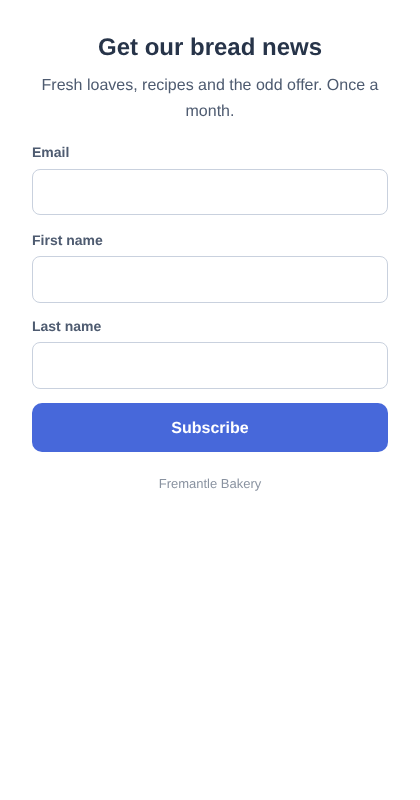 Get our bread news
Fresh loaves, recipes and the odd offer. Once a
month.
Email
First name
Last name
Subscribe
Fremantle Bakery